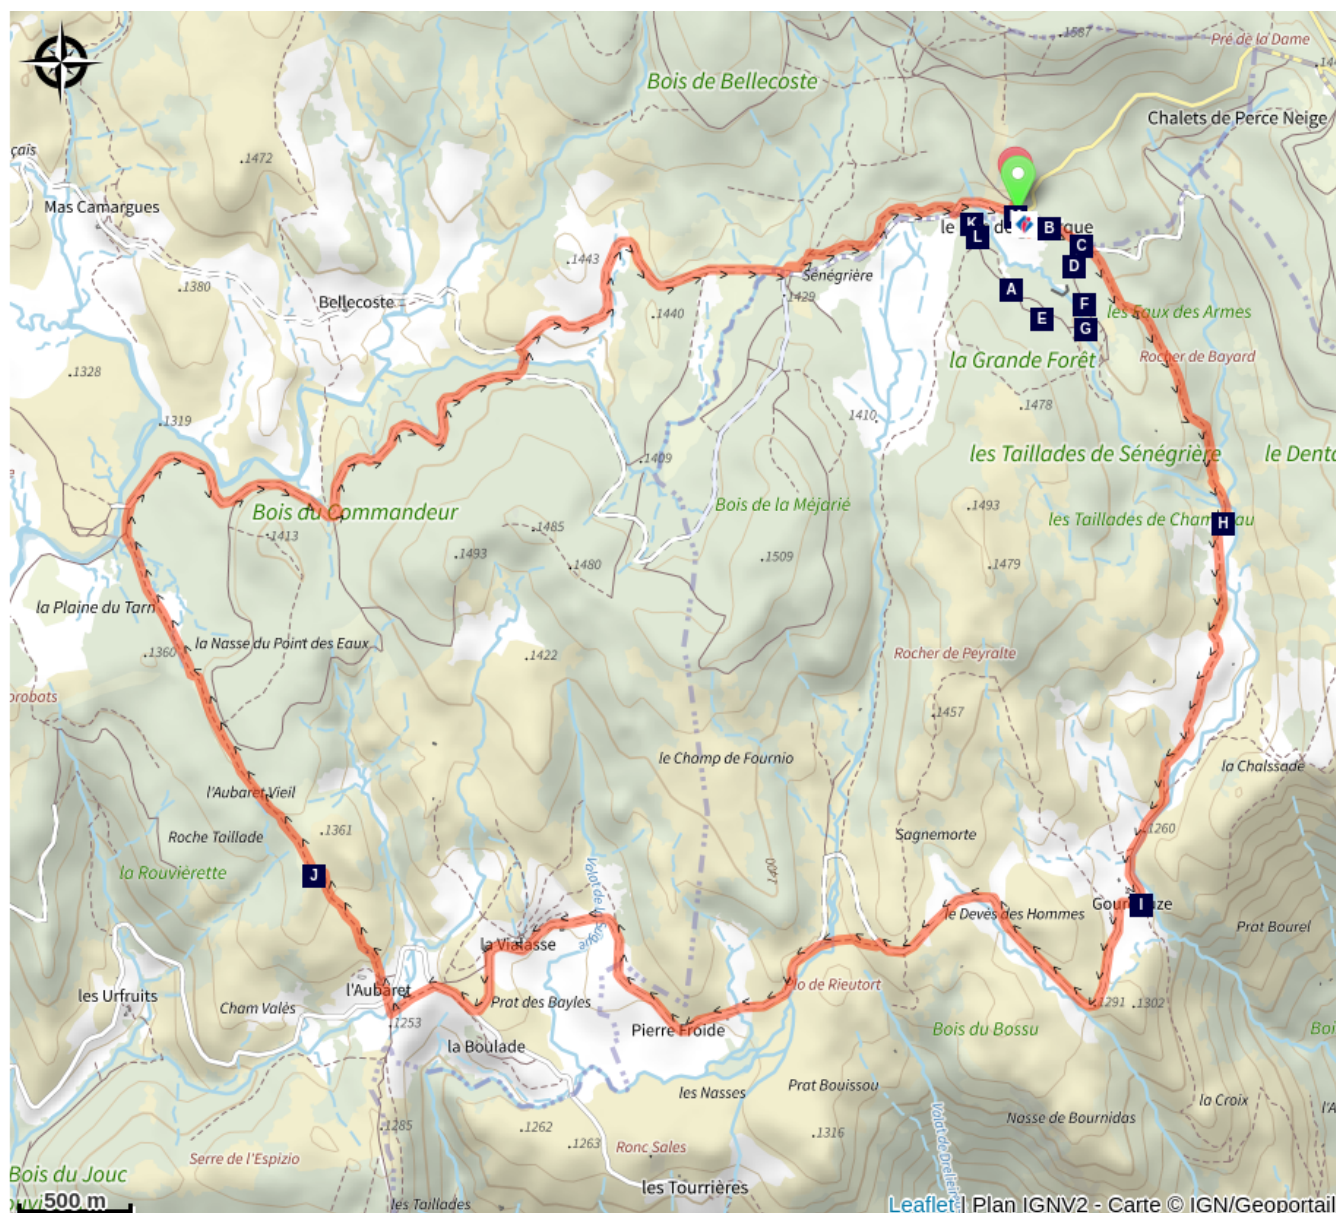 .1587
Pré de la Dame
Bois de Bellecoste
Chalets de Perce Neige
.1472
Mas Camargues
K
B
L
C
D
.1443
Sénégrière
A
.1380
Bellecoste
.1429
F
.1440
E
les Eaux des Armes
G
la Grande Forêt
Rocher de Bayard
.1328
.1478
1410
.1319
.1409
les Taillades de Sénégrière
Bois du Commandeur
Bois de la Méjarié
.1493
H
.1413
.1485
.1493
.1480
.1509
.1479
la Plaine du Tarn
la Nasse du Point des Eaux
.1360
.1422
Rocher de Peyralte
.1457
le Champ de Fournio
la Chalssade
l'Aubaret Vieil
Roche Taillade
.1361
Sagnemorte
.1260
la Rouviérette
J
1401
I
le Devès des Hommes
Prat Bourel
la Vialasse
l'Aubaret
les Urfruits
Cham Valès
Prat des Bayles
.1291
.1302
.1253
Pierre Froide
Bois du Bossu
la Boulade
les Nasses
Prat Bouissou
la Croix
Nasse de Bournidas
.1285
.1262
.1263
Ronc Sales
.1316
Serre de l'Espizio
Bois du Jouc
les Tourrières
500 m
les Taillades
Leaflet | Plan IGNV2 - Carte © IGN/Geoportail